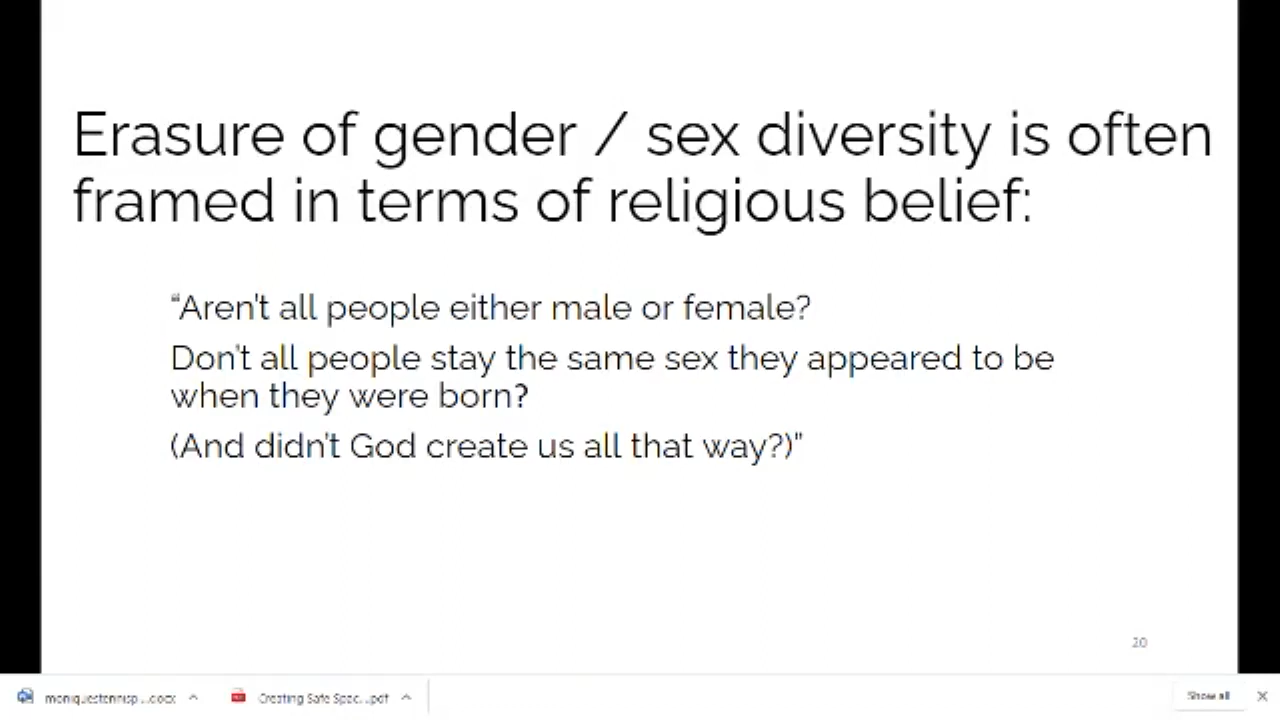 Erasure of gender / sex diversity is often
framed in terms of religious belief:
“Aren't all people either male or female?
Don't all people stay the same sex they appeared to be
when they were born?
(And didn't God create us all that way?)”
20
moniquestennisp...docx
Creating Safe Spac...pdf
Show all